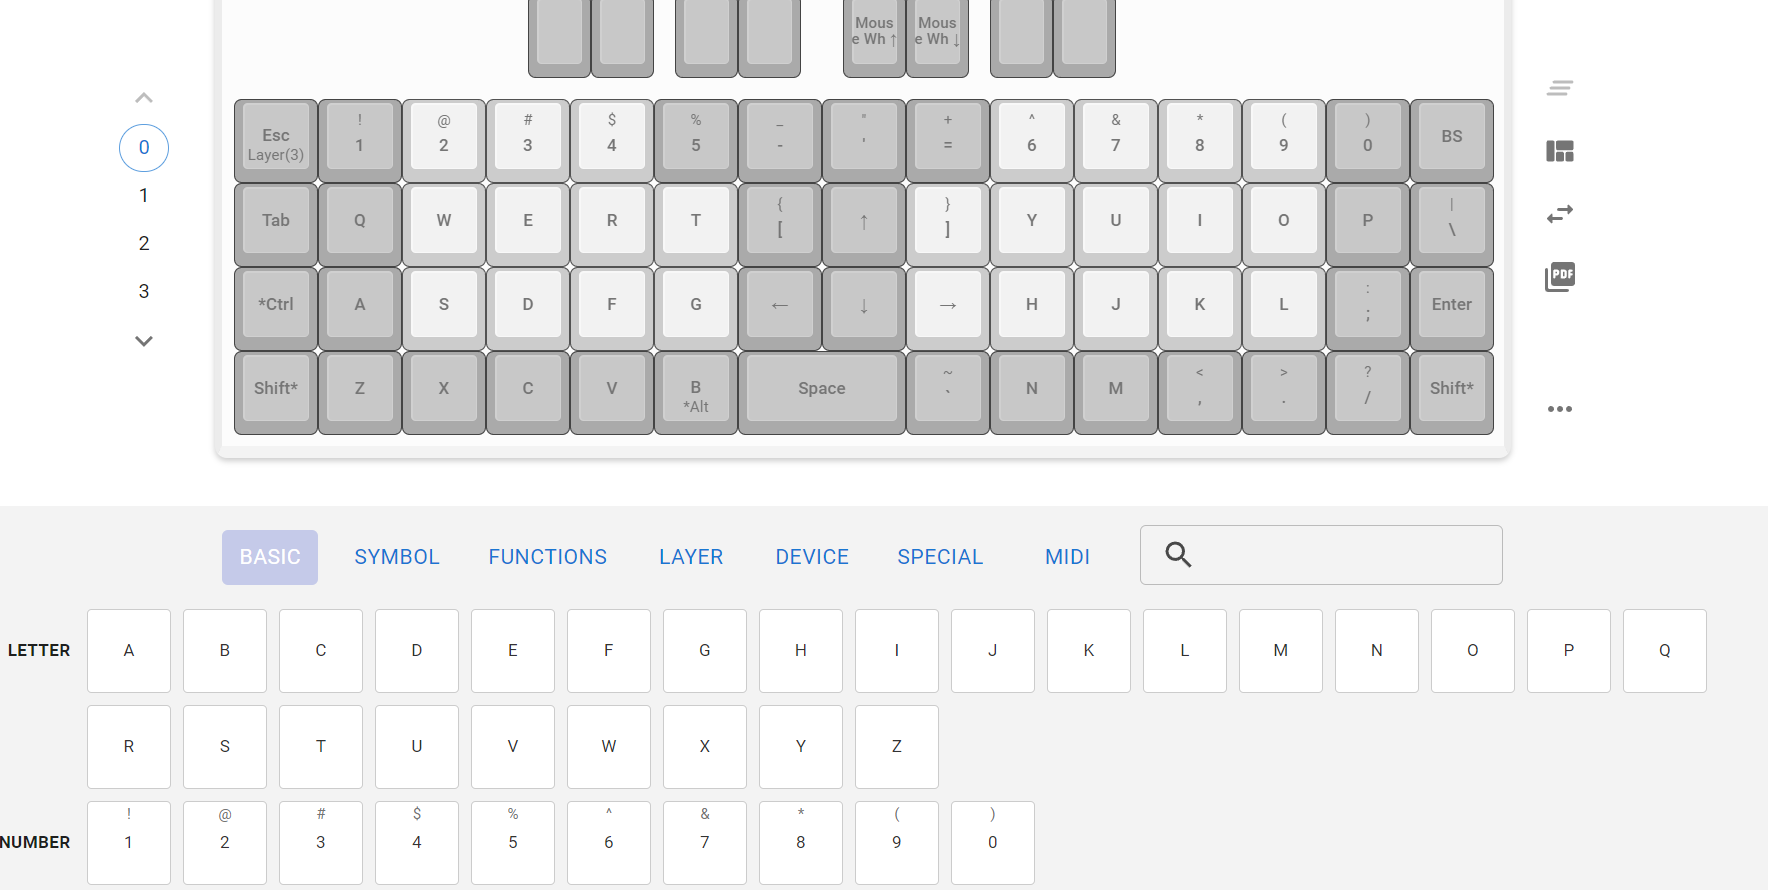 Mous Mous
e Wh ↑ e Wh ↓
Esc Layer(3) ! 1 @ 2 # 3 $ 4 % 5 _ - " ' + = ^ 6 & 7 * 8 ( 9 ) 0 BS
0
1
Tab Q W E R T { [ ↑ } ] Y U I O P | \
2
3
*Ctrl A S D F G ← ↓ → H J K L : ; Enter
PDF
Shift* Z X C V B *Alt Space ~ ` N M < , > . ? / Shift*
BASIC SYMBOL FUNCTIONS LAYER DEVICE SPECIAL MIDI
LETTER A B C D E F G H I J K L M N O P Q
R S T U V W X Y Z
! @ # $ % ^ & * ( )
NUMBER 1 2 3 4 5 6 7 8 9 0